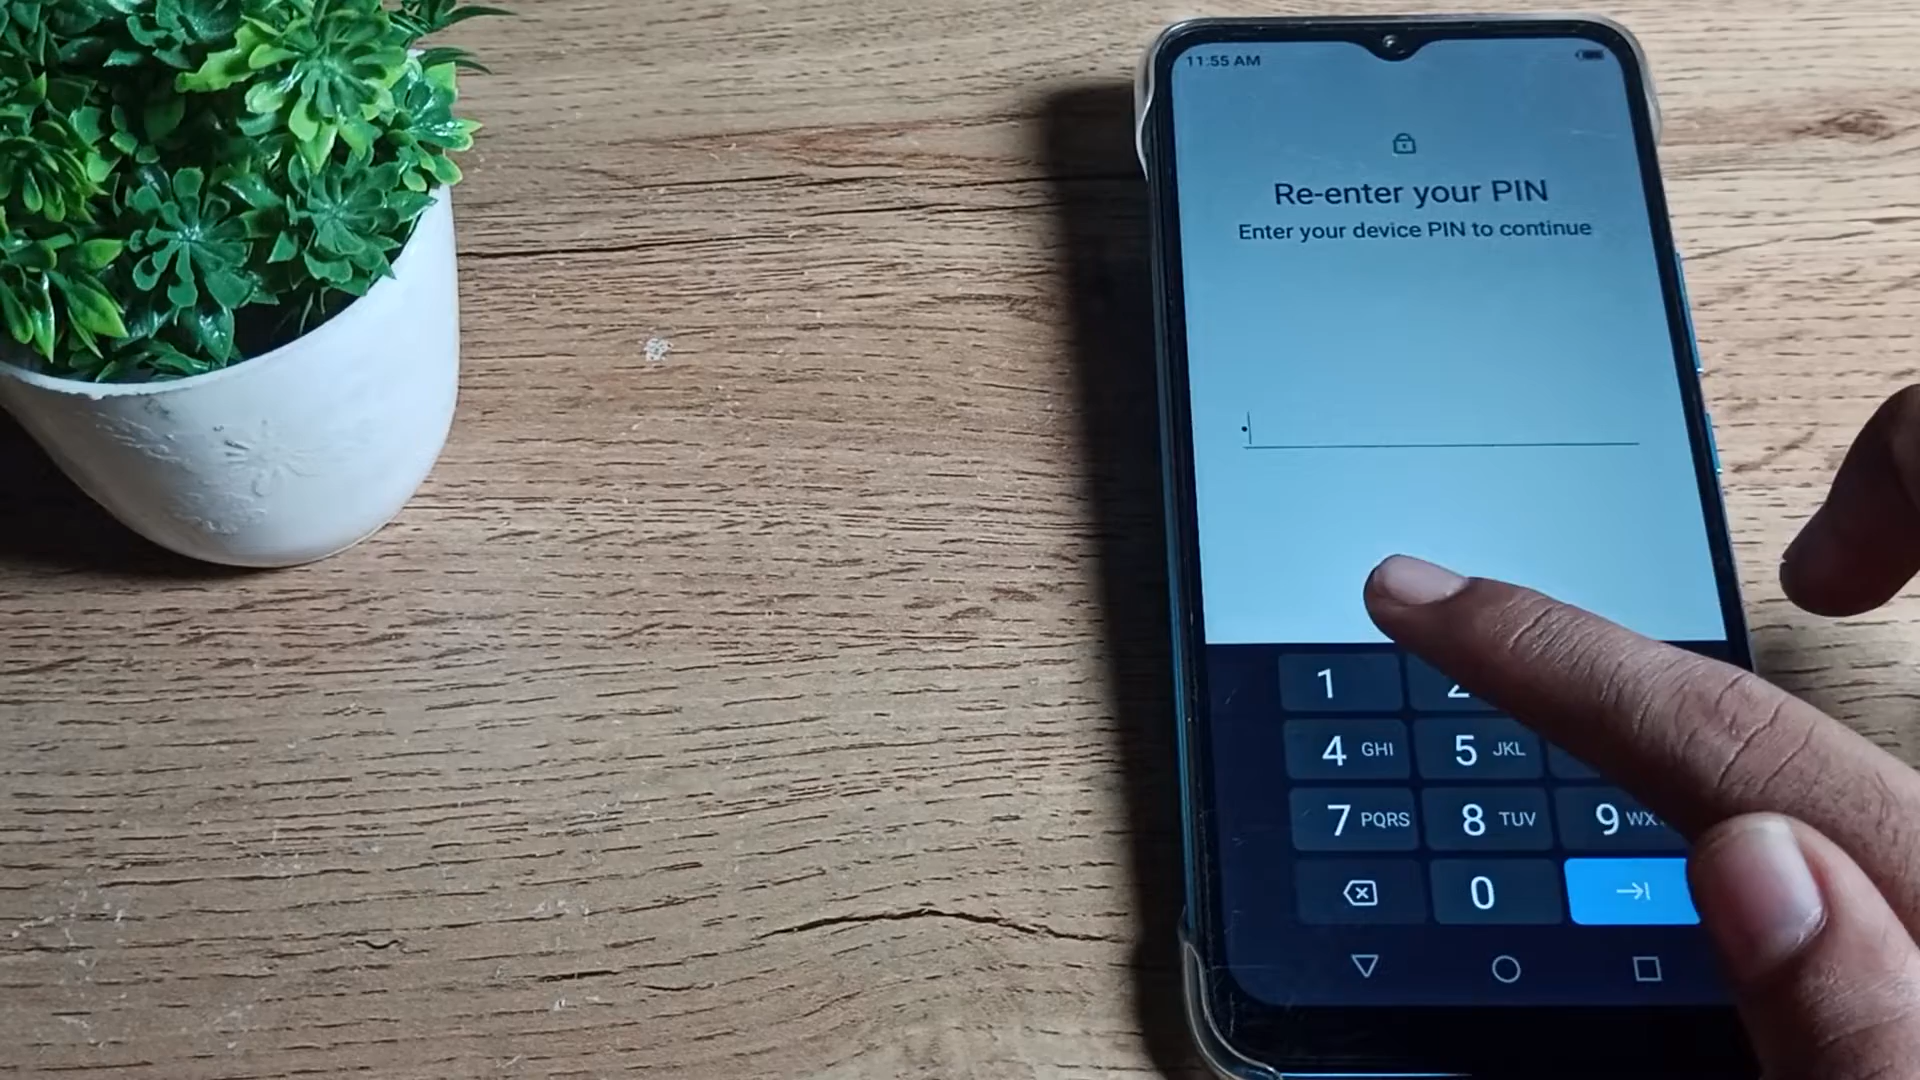 11:55 AM
Re-enter your PIN
Enter your device PIN to continue
1 2
4 GHI 5 JKL
7 PQRS 8 TUV 9
0